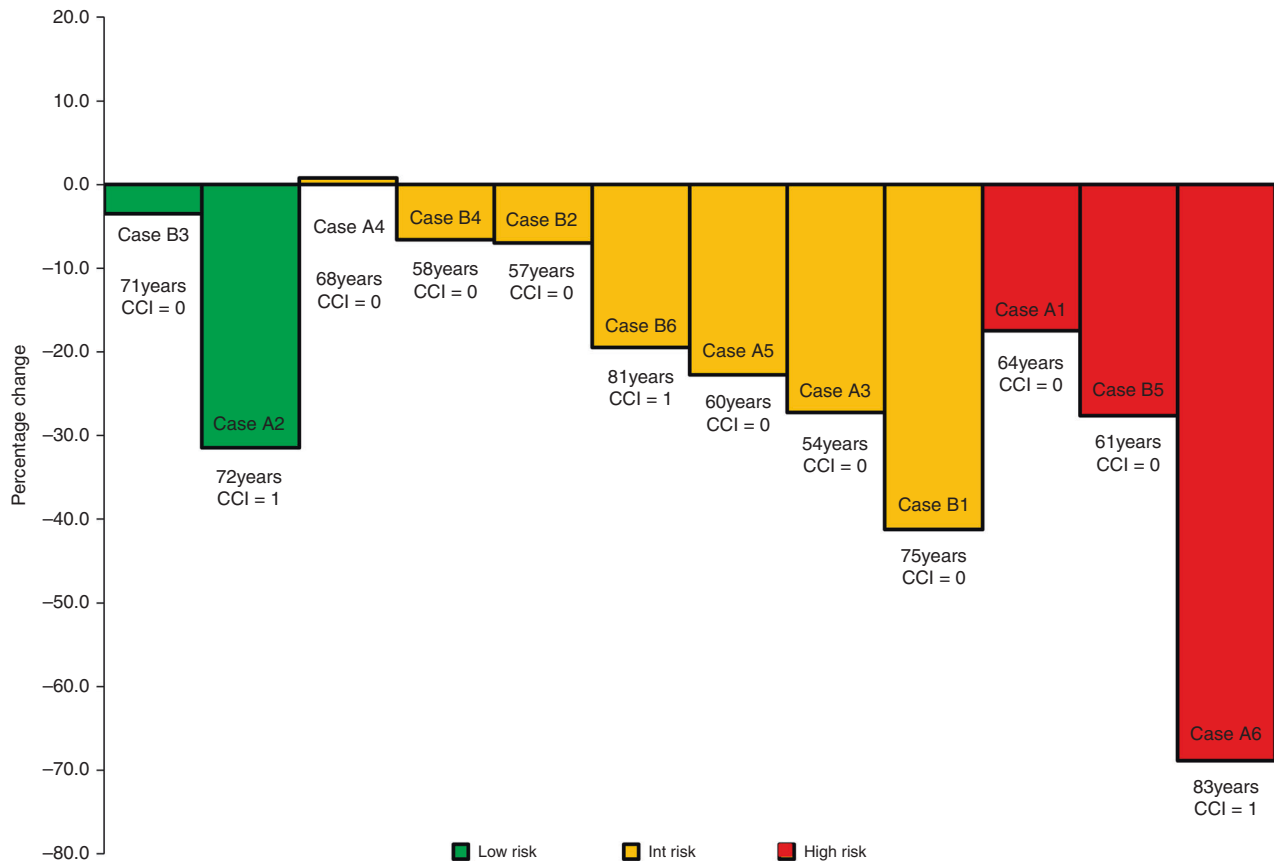 20.0
10.0
0.0
–10.0
–20.0
–30.0
–40.0
–50.0
–60.0
–70.0
–80.0
Percentage change
Case B3
71years
CCI = 0
Case A2
72years
CCI = 1
Case A4
68years
CCI = 0
Case B4
58years
CCI = 0
Case B2
57years
CCI = 0
Case B6
81years
CCI = 1
Case A5
60years
CCI = 0
Case A3
54years
CCI = 0
Case B1
75years
CCI = 0
Case A1
64years
CCI = 0
Case B5
61years
CCI = 0
Case A6
83years
CCI = 1
Low risk
Int risk
High risk